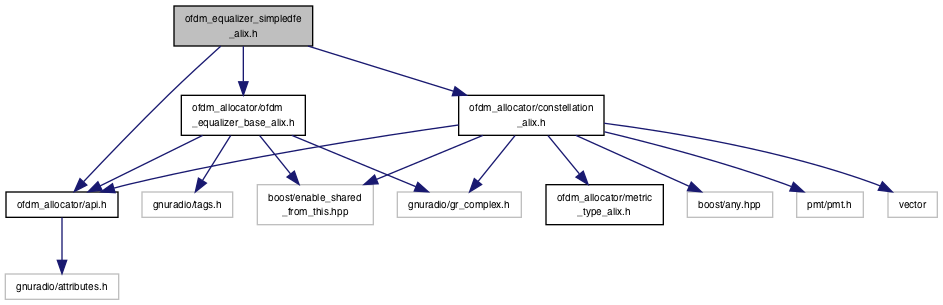 ofdm_equalizer_simpledfe
_alix.h
ofdm_allocator/ofdm
_equalizer_base_alix.h
ofdm_allocator/constellation
_alix.h
ofdm_allocator/api.h
gnuradio/tags.h
boost/enable_shared
_from_this.hpp
gnuradio/gr_complex.h
ofdm_allocator/metric
_type_alix.h
boost/any.hpp
pmt/pmt.h
vector
gnuradio/attributes.h